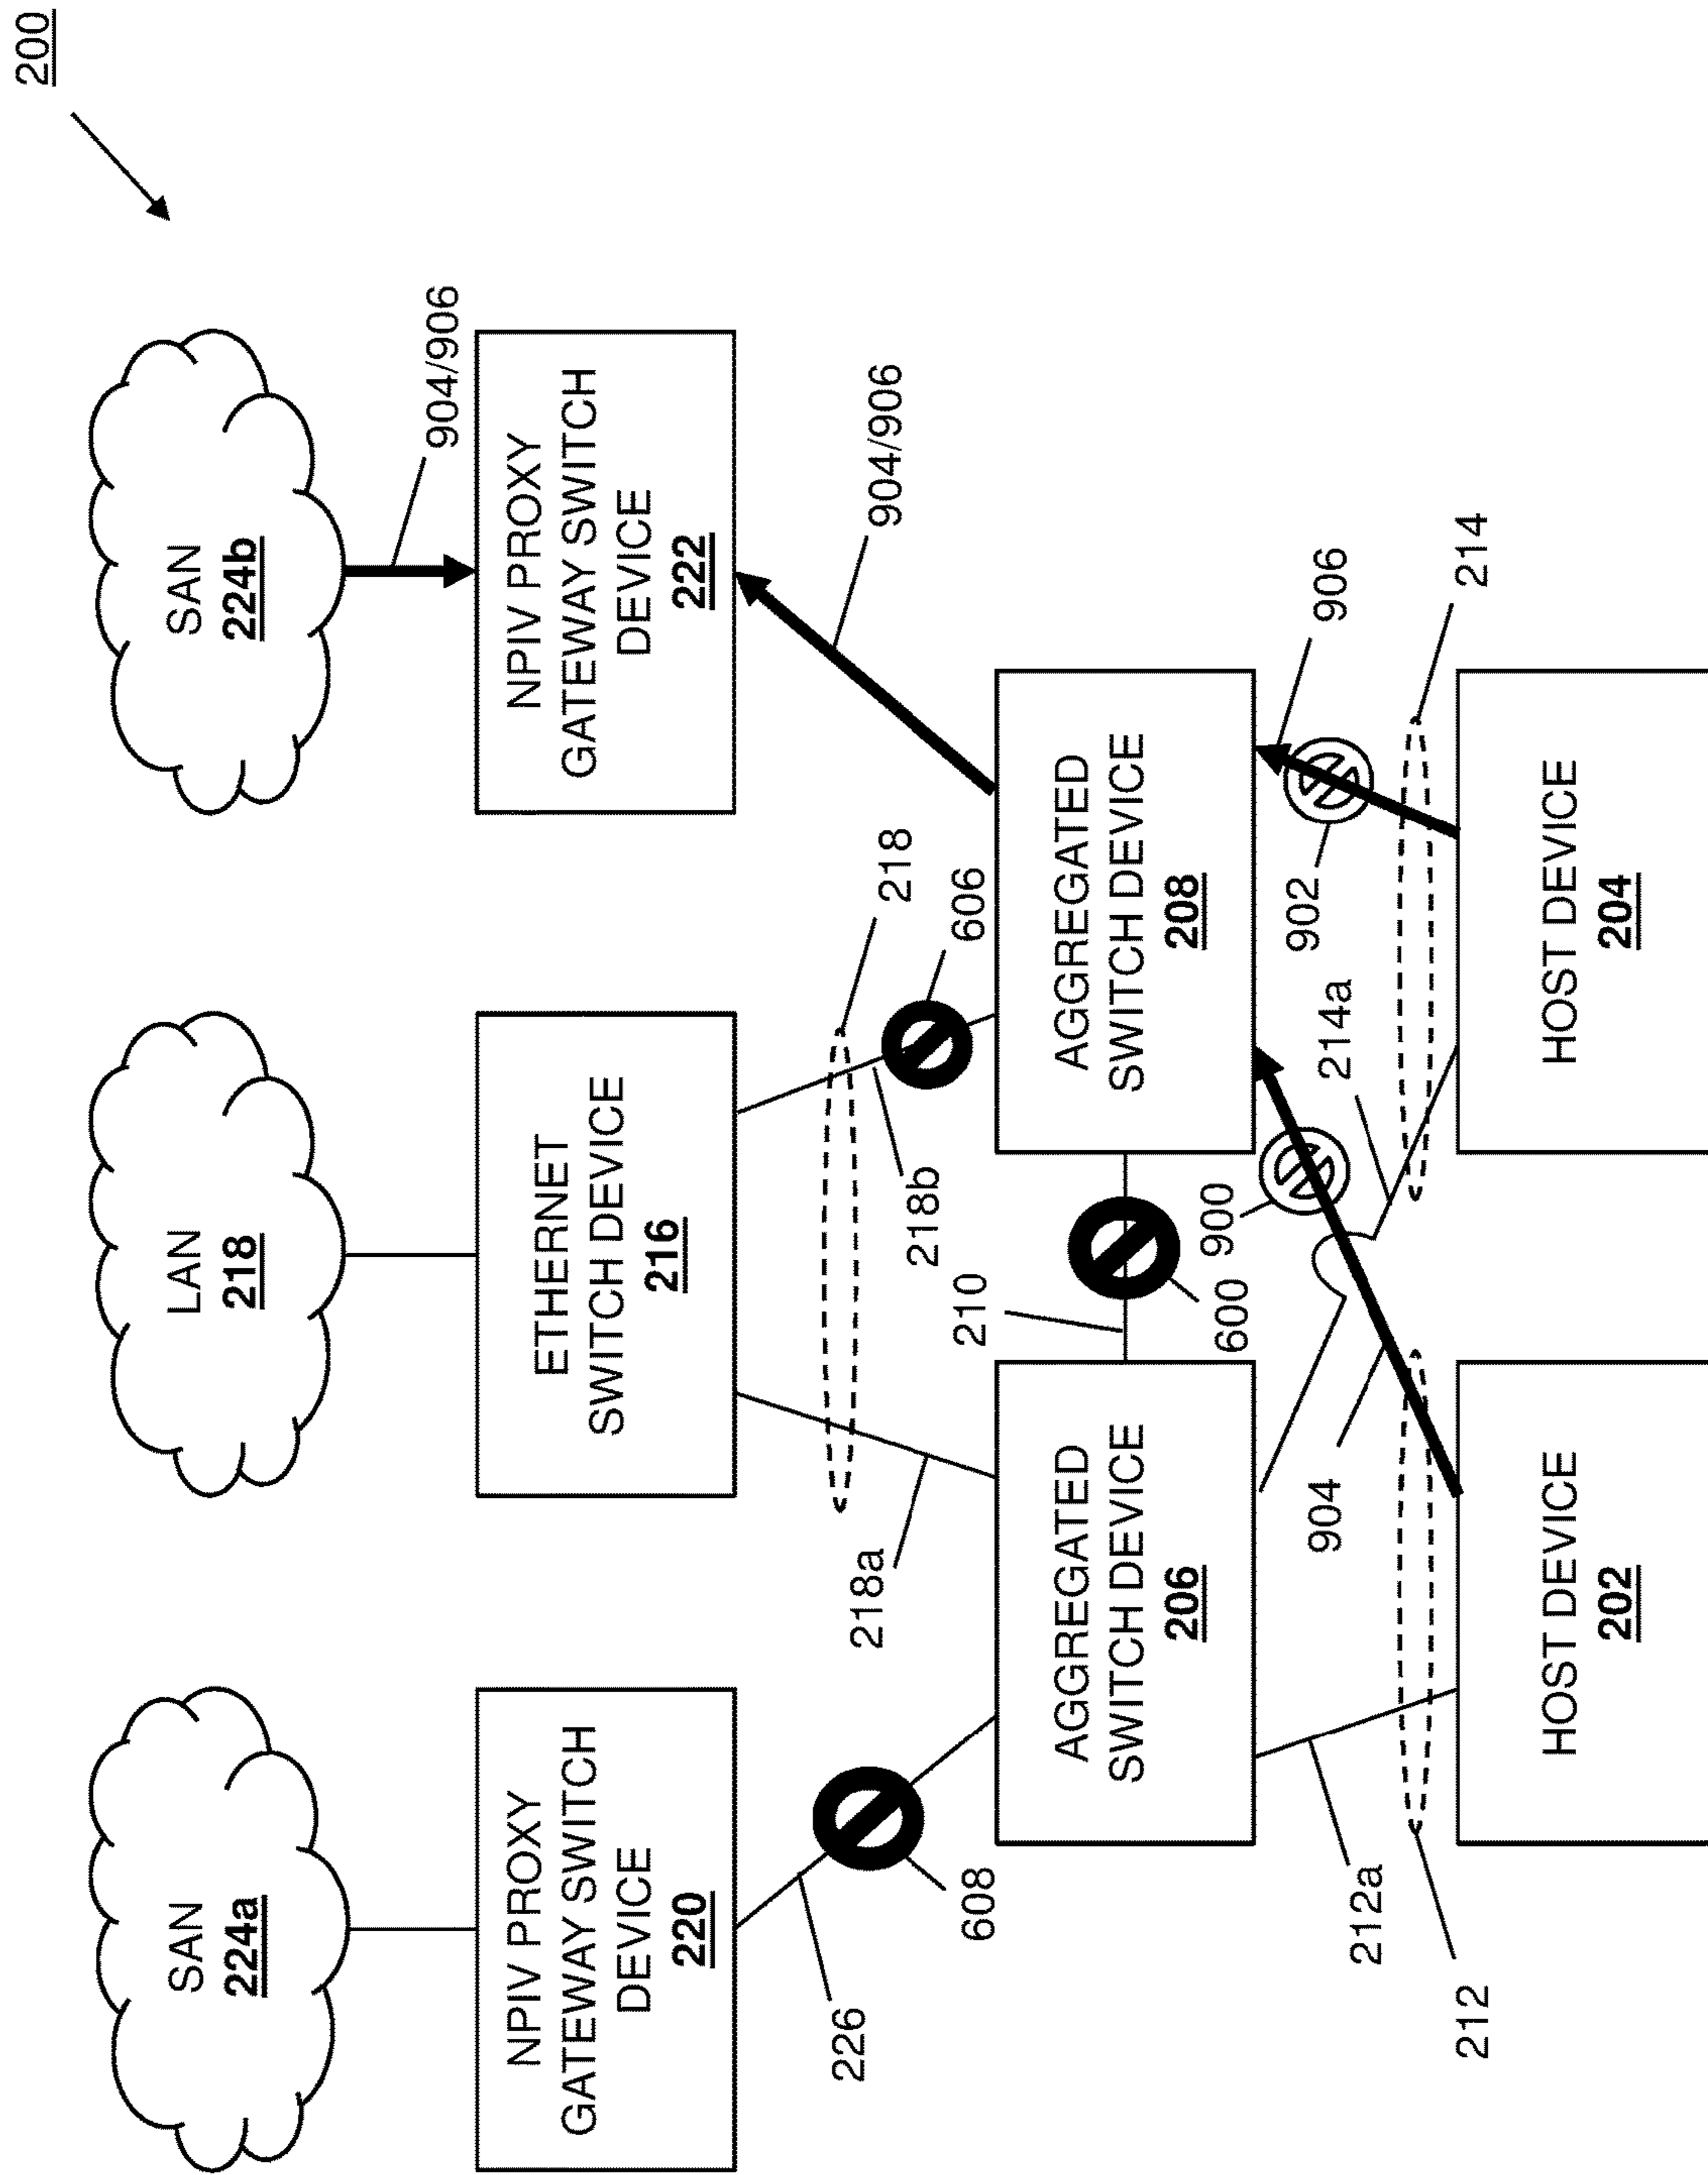 200
SAN
224a
LAN
218
SAN
224b
904/906
NPIV PROXY
GATEWAY SWITCH
DEVICE
220
ETHERNET
SWITCH DEVICE
216
NPIV PROXY
GATEWAY SWITCH
DEVICE
222
226
608
218a
218
218b
606
904/906
210
AGGREGATED
SWITCH DEVICE
206
AGGREGATED
SWITCH DEVICE
208
600
900
212a
904
214a
902
906
212
214
HOST DEVICE
202
HOST DEVICE
204